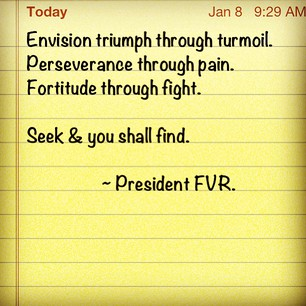 Today Jan 8 9:29 AM
Envision triumph through turmoil.
Perseverance through pain.
Fortitude through fight.
Seek & you shall find.
~ President FVR.